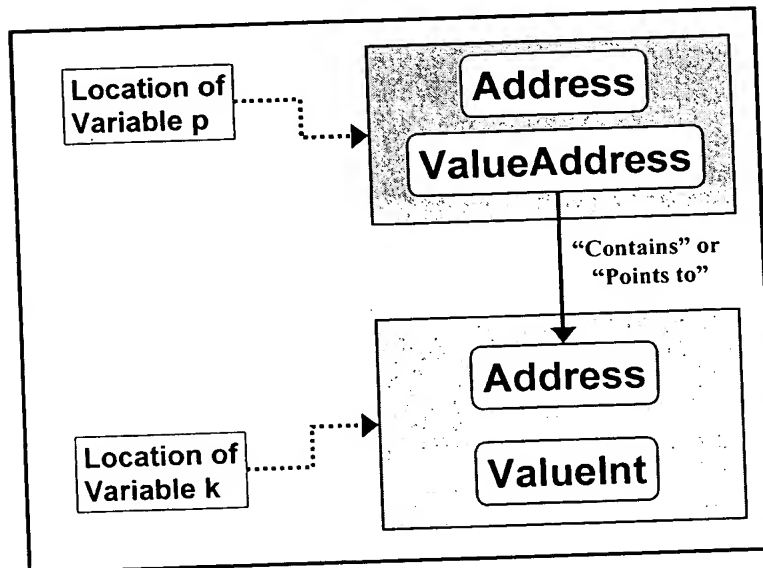 Location of
Variable p
Address
ValueAddress
“Contains” or
“Points to”
Address
Location of
Variable k
ValueInt